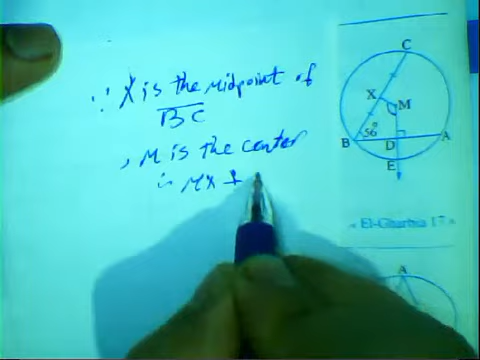 ∵ X is the midpoint of
BC
, M is the center
∴ MX ⊥
C
X
M
56°
B
D
A
E
« El-Gharbia 17 »
A